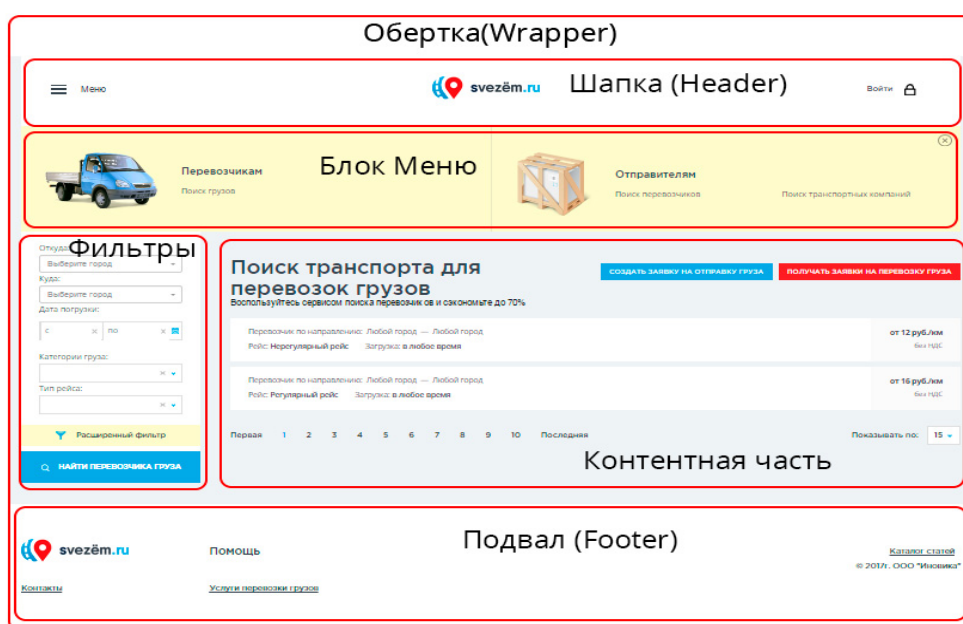 Обертка(Wrapper)
Меню
svezём.ru
Шапка (Header)
Войти
Перевозчикам
Поиск грузов
Блок Меню
Отправителям
Поиск перевозчиков
Поиск транспортных компаний
Фильтры
Откуда:
Выберите город
Куда:
Выберите город
Дата погрузки:
с
по
Категории груза:
Тип рейса:
Расширенный фильтр
НАЙТИ ПЕРЕВОЗЧИКА ГРУЗА
Поиск транспорта для
перевозок грузов
СОЗДАТЬ ЗАЯВКУ НА ОТПРАВКУ ГРУЗА
ПОЛУЧАТЬ ЗАЯВКИ НА ПЕРЕВОЗКУ ГРУЗА
Воспользуйтесь сервисом поиска перевозчик ов и сэкономьте до 70%
Перевозчик по направлению: Любой город — Любой город
от 12 руб./км
Рейс: Нерегулярный рейс Загрузка: в любое время
без НДС
Перевозчик по направлению: Любой город — Любой город
от 16 руб./км
Рейс: Регулярный рейс Загрузка: в любое время
без НДС
Первая 1 2 3 4 5 6 7 8 9 10 Последняя
Показывать по: 15
Контентная часть
Подвал (Footer)
svezём.ru
Помощь
Каталог статей
© 2017г. ООО "Иновика"
Контакты
Услуги перевозки грузов